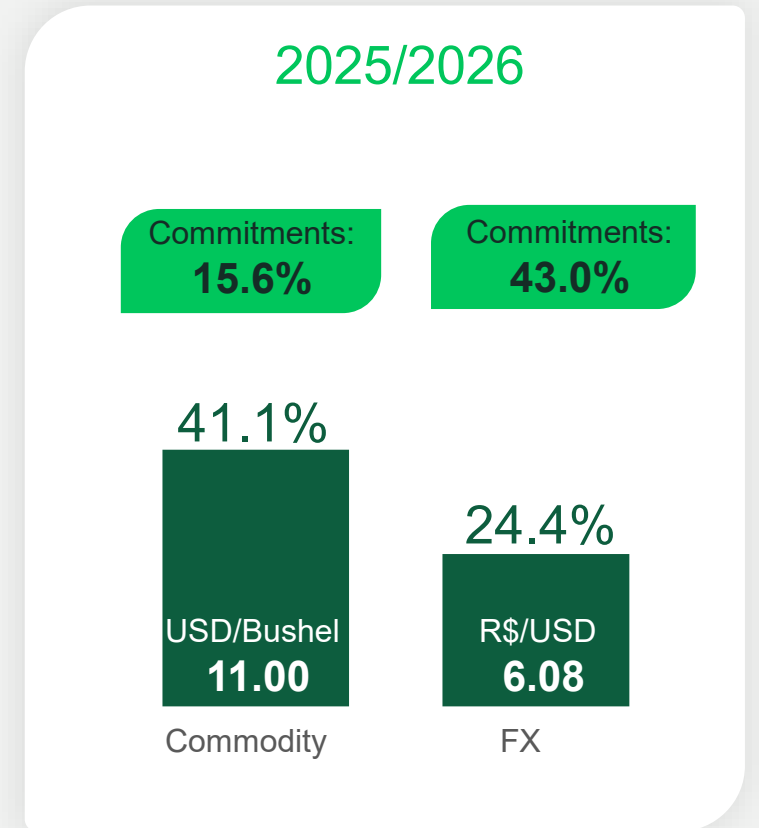 2025/2026
Commitments:
15.6%
Commitments:
43.0%
41.1%
24.4%
USD/Bushel
11.00
R$/USD
6.08
Commodity
FX